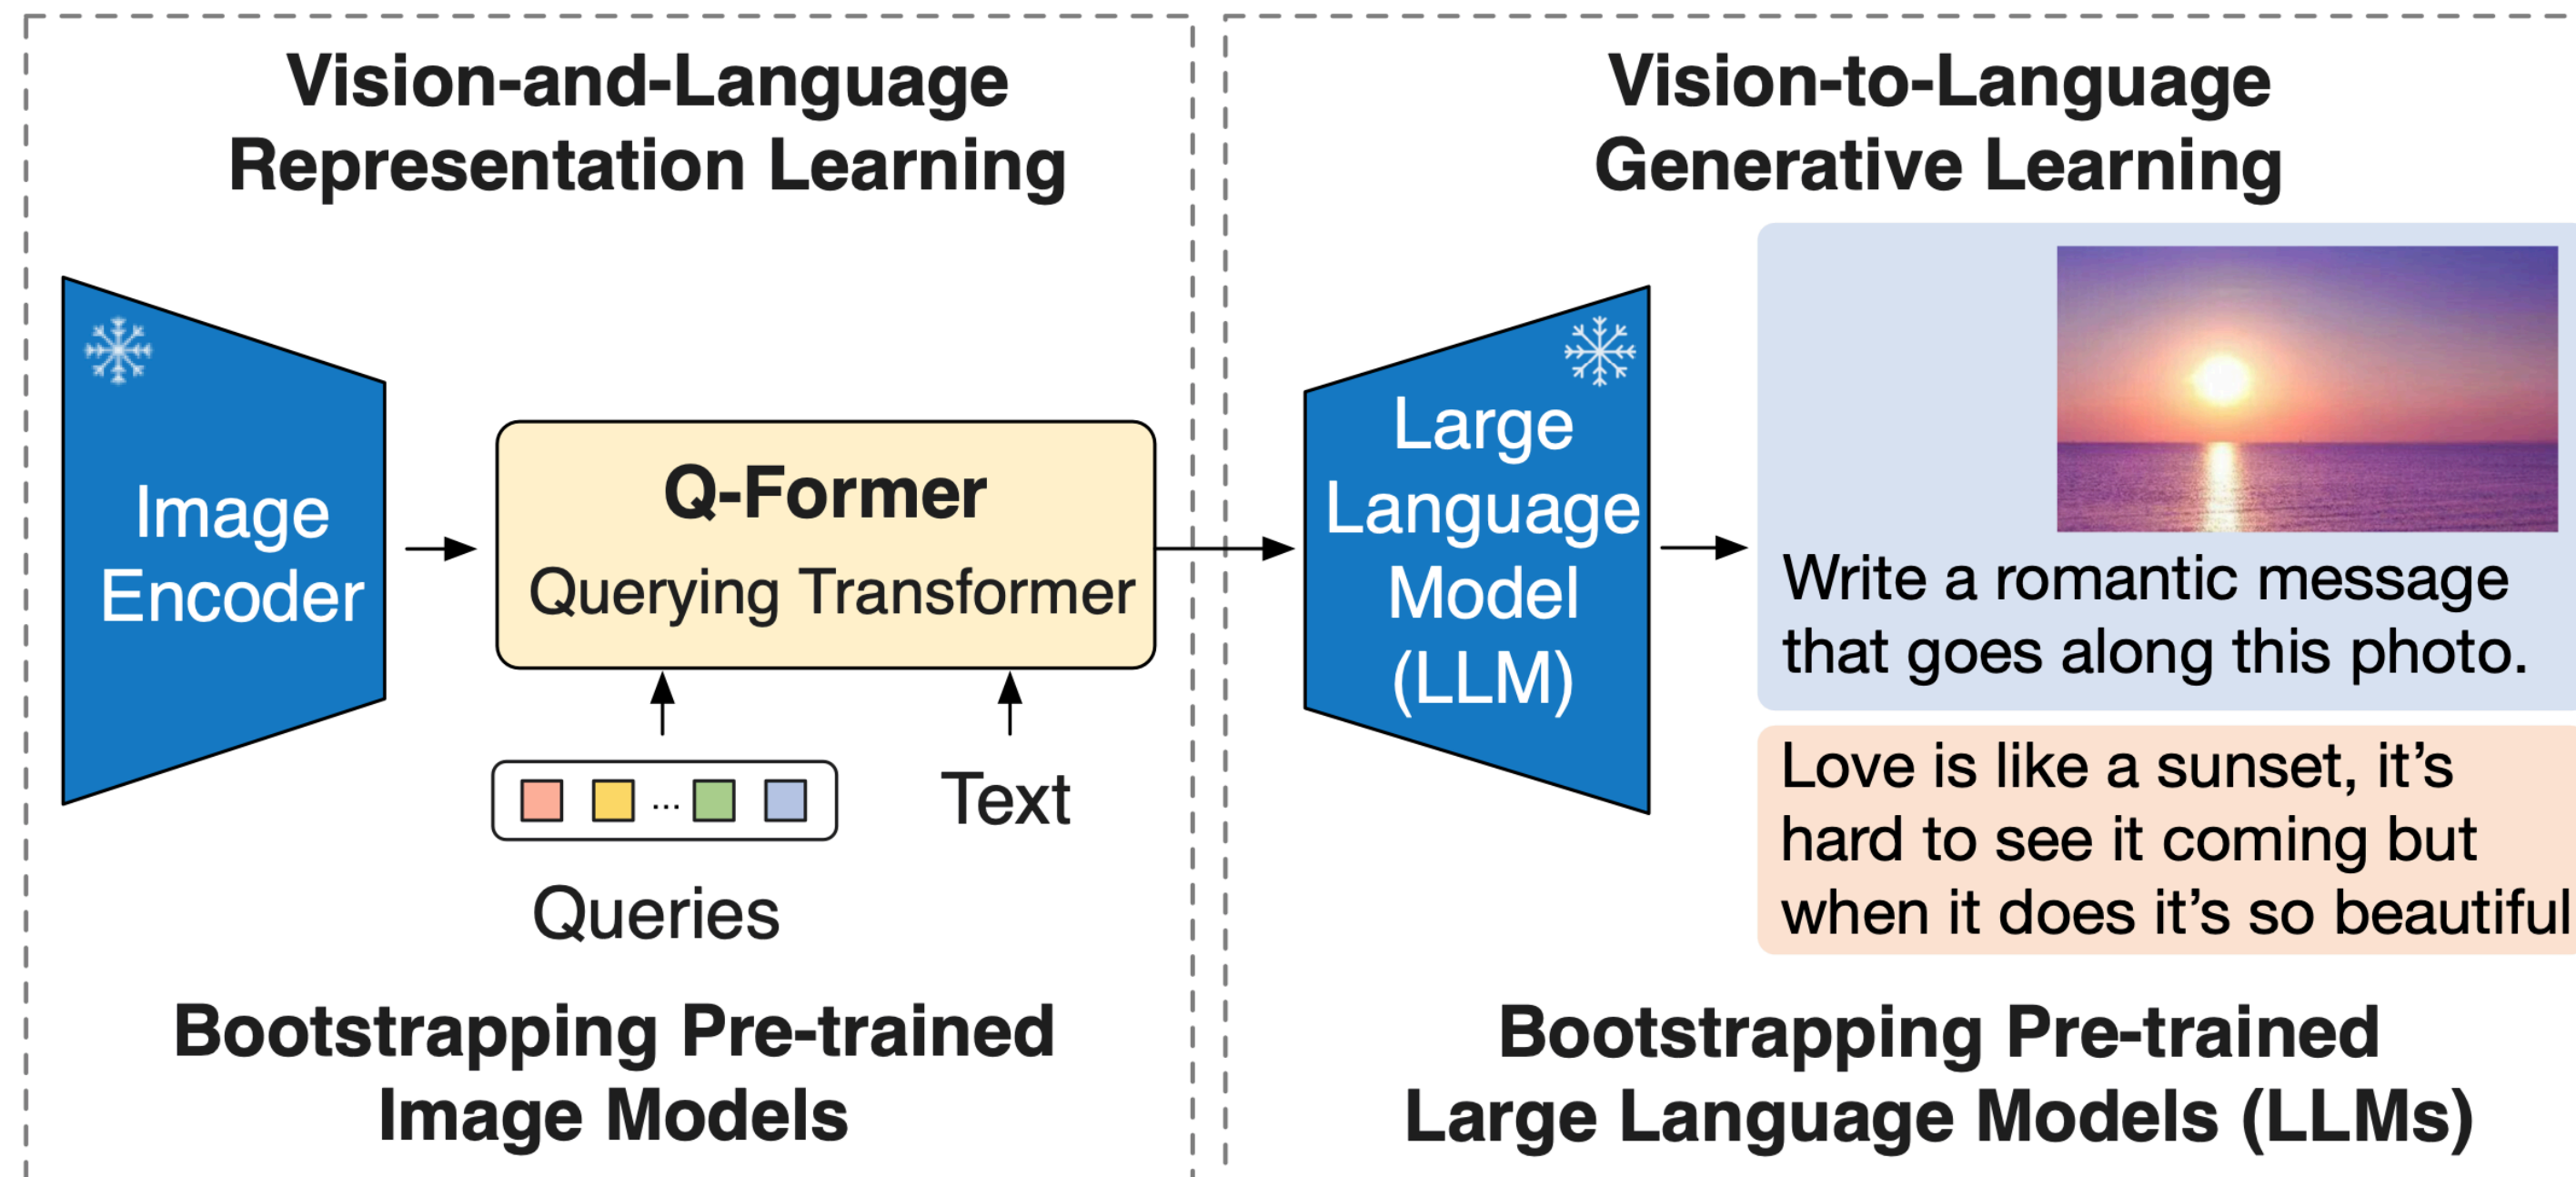 Vision-and-Language
Representation Learning
Image
Encoder
Q-Former
Querying Transformer
...
Queries
Text
Bootstrapping Pre-trained
Image Models
Vision-to-Language
Generative Learning
Large
Language
Model
(LLM)
Write a romantic message
that goes along this photo.
Love is like a sunset, it’s
hard to see it coming but
when it does it’s so beautiful
Bootstrapping Pre-trained
Large Language Models (LLMs)